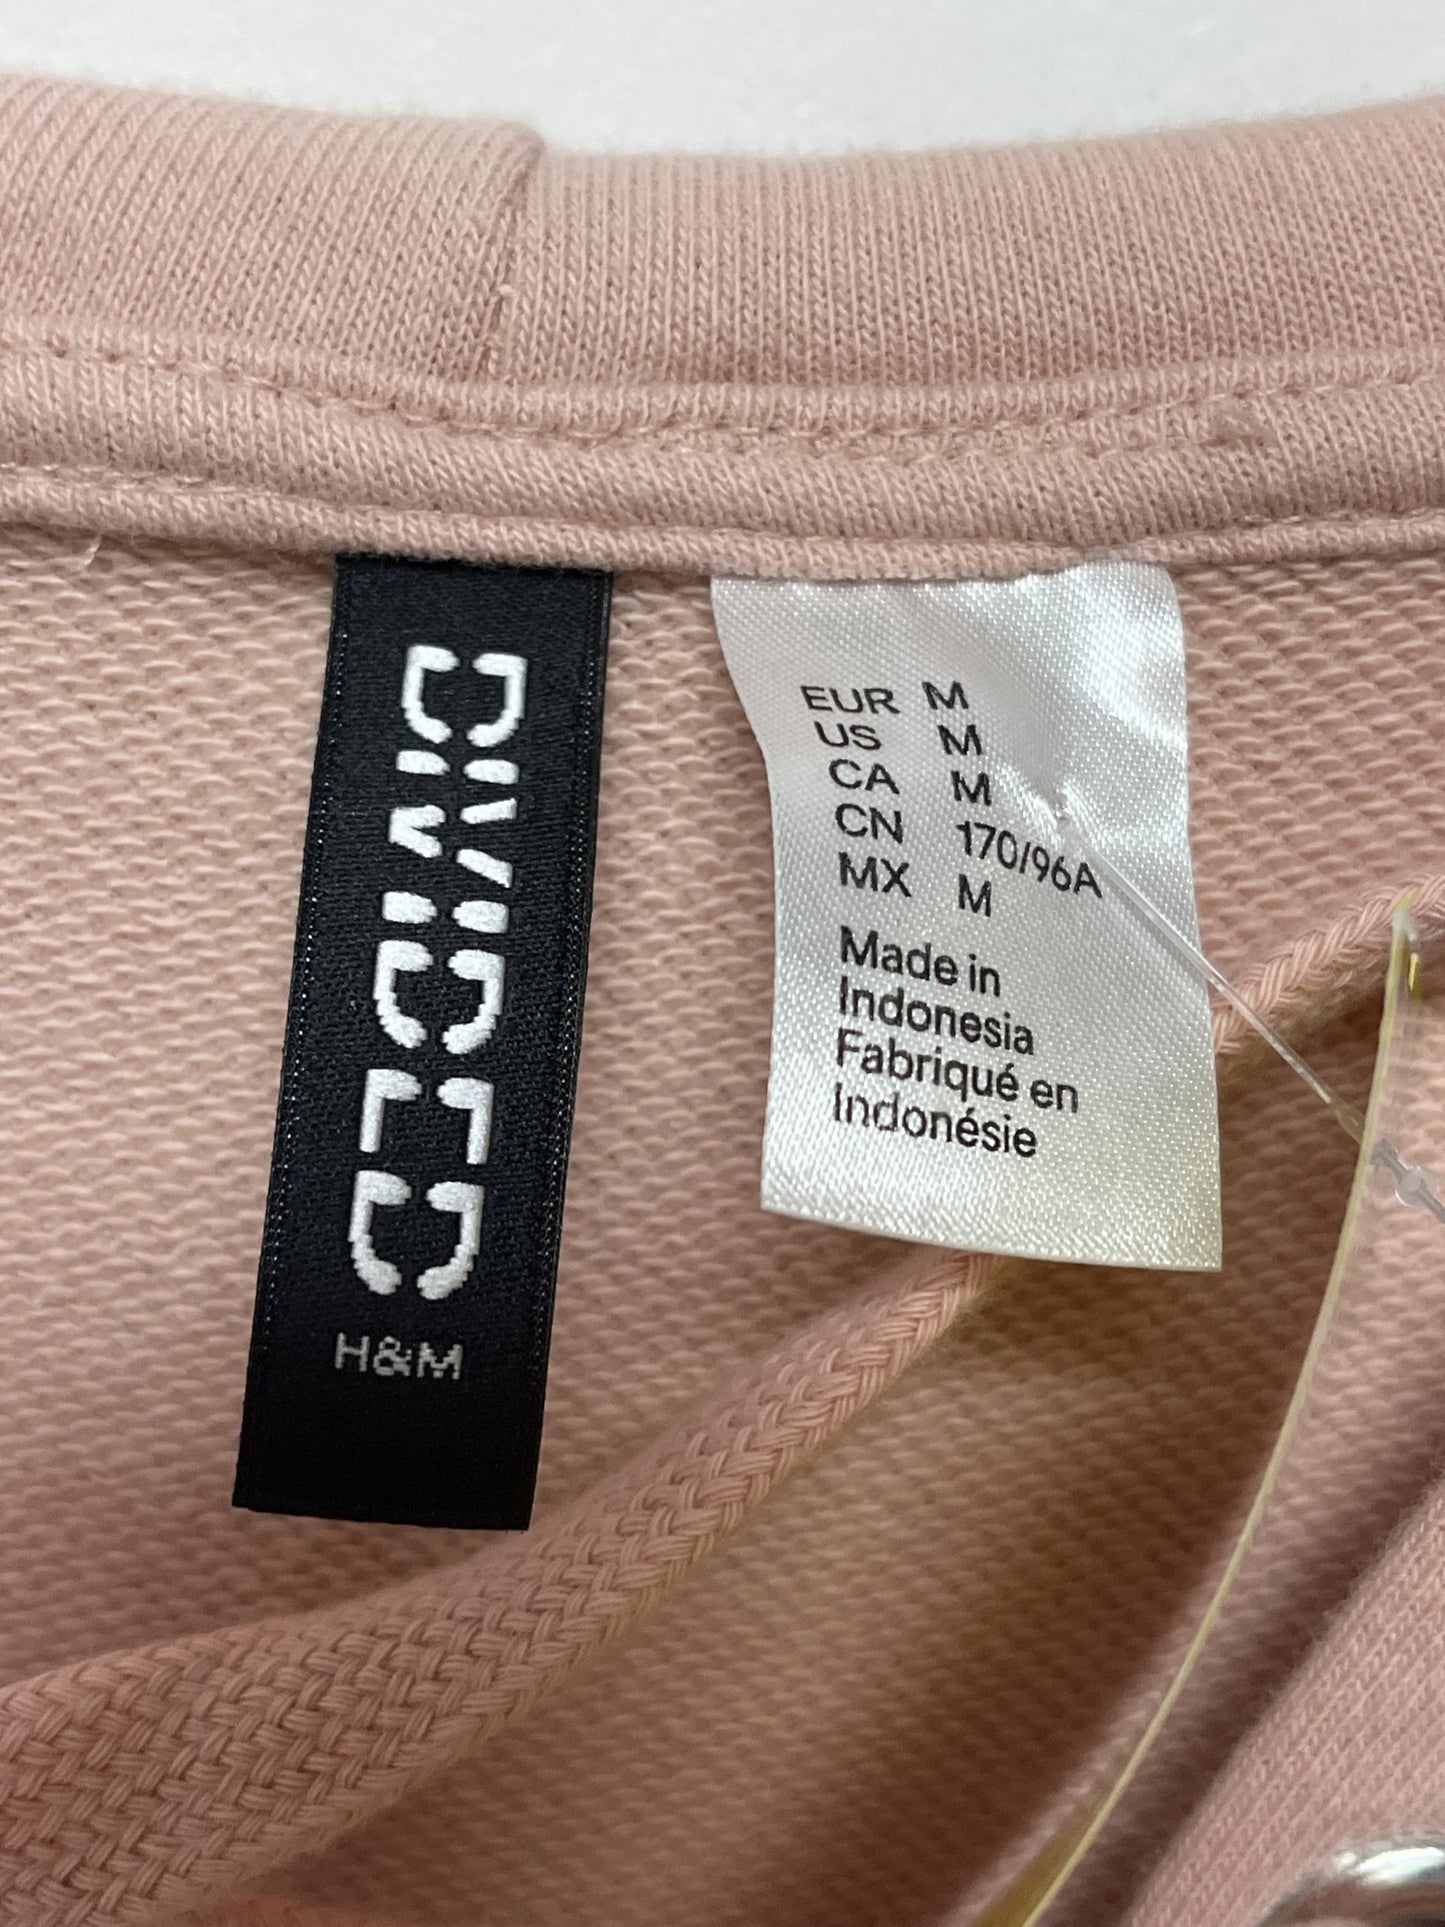 DIVIDED
H&M
EUR M
US M
CA M
CN 170/96A
MX M
Made in
Indonesia
Fabriqué en
Indonésie